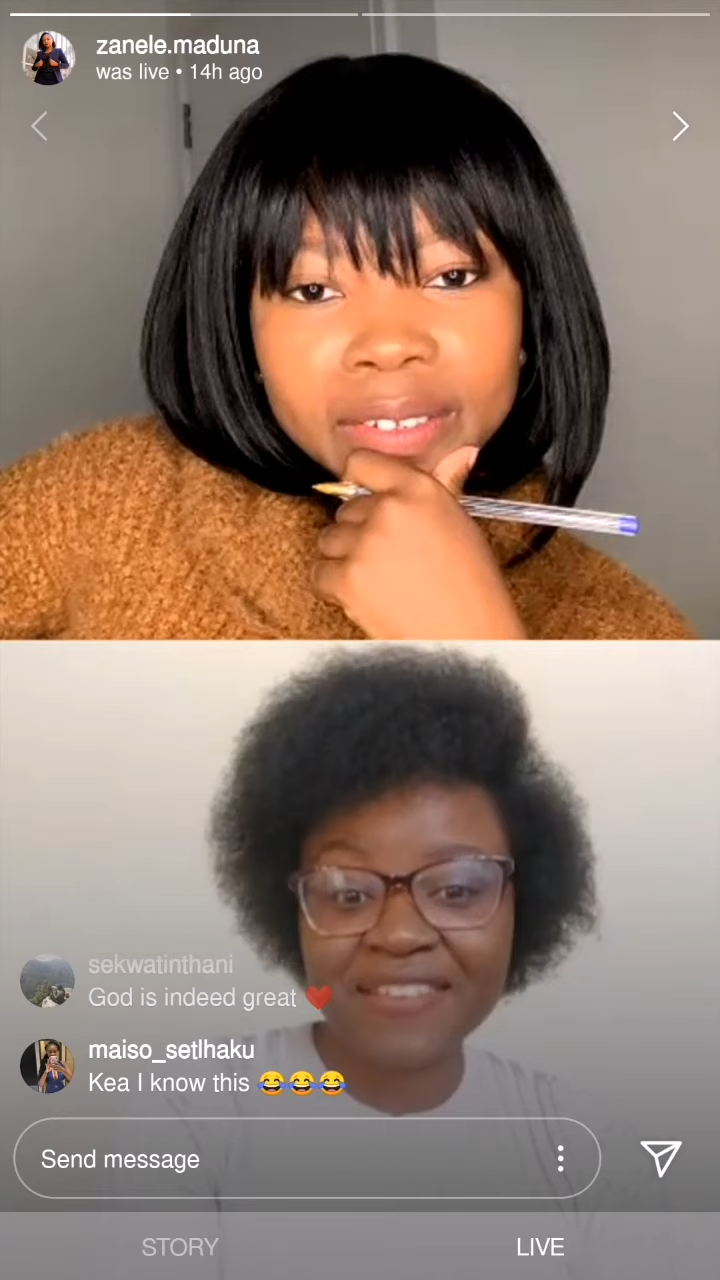 zanele.maduna
was live • 14h ago
sekwatinthani
God is indeed great ❤️
maiso_setlhaku
Kea I know this 😂😂😂
Send message
STORY
LIVE